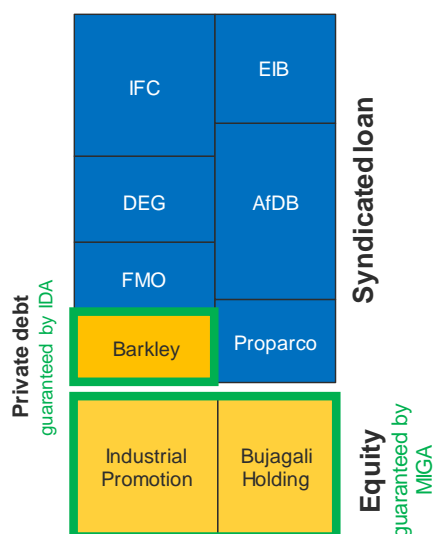 IFC
EIB
DEG
AfDB
FMO
Barkley
Proparco
Syndicated loan
Private debt
guaranteed by IDA
Industrial
Promotion
Bujagali
Holding
Equity
guaranteed by
MIGA